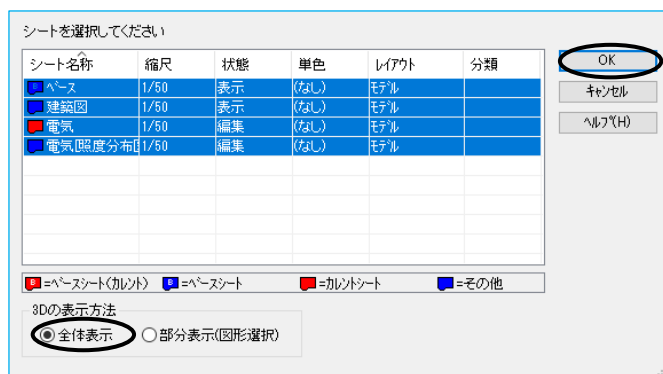 シートを選択してください
シート名称 縮尺 状態 単色 レイアウト 分類
ベース 1/50 表示 (なし) モデル
建築図 1/50 表示 (なし) モデル
電気 1/50 編集 (なし) モデル
電気[照度分布図 1/50 編集 (なし) モデル
B =ベースシート(カレント) B =ベースシート =カレントシート =その他
3Dの表示方法
全体表示 部分表示(図形選択)
OK
キャンセル
ヘルプ(H)